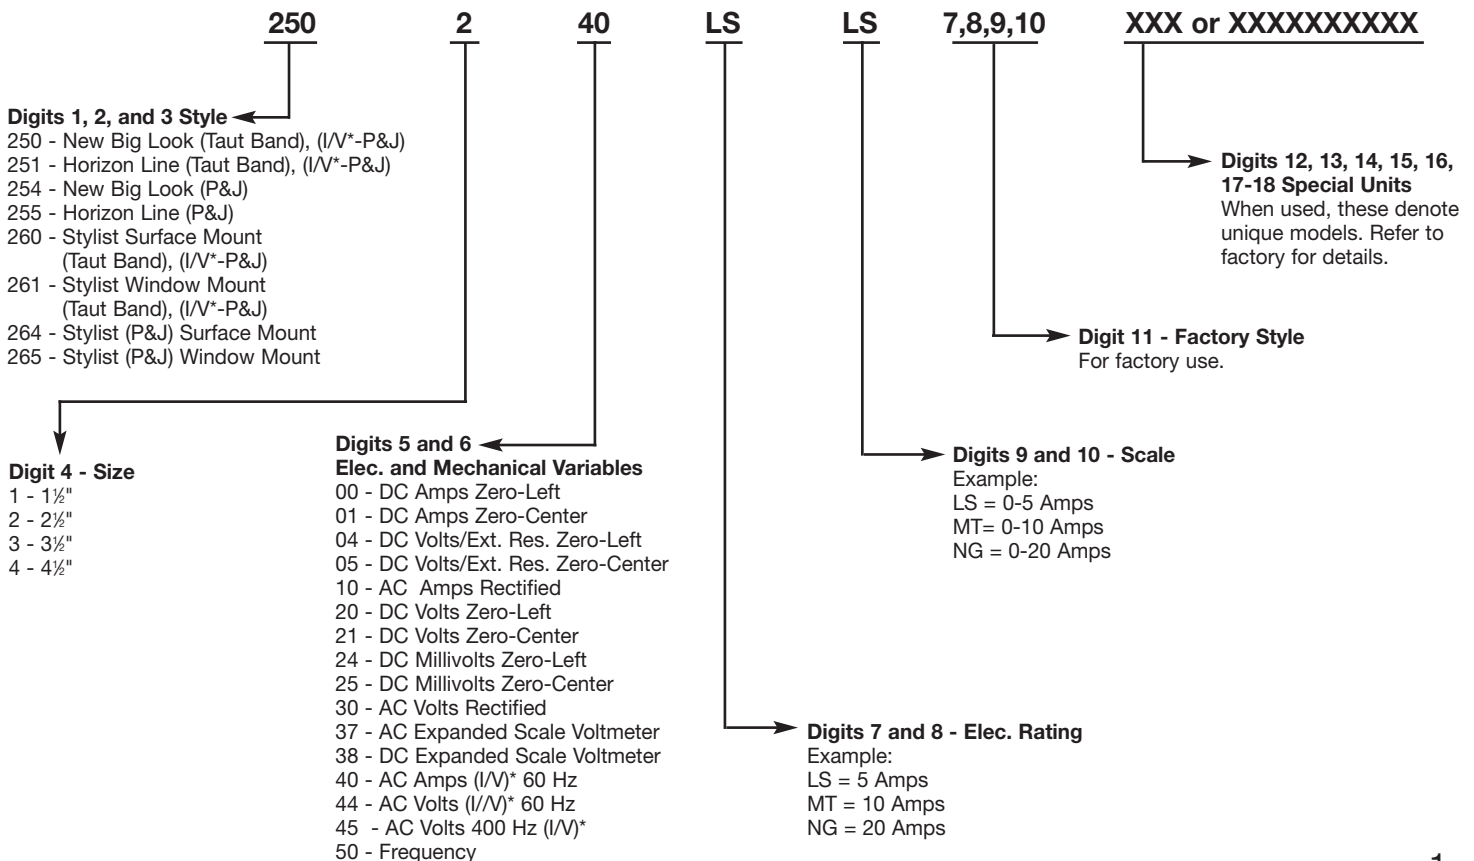 250 2 40 LS LS 7,8,9,10 XXX or XXXXXXXXXX
Digits 1, 2, and 3 Style
250 - New Big Look (Taut Band), (I/V*-P&J)
251 - Horizon Line (Taut Band), (I/V*-P&J)
254 - New Big Look (P&J)
255 - Horizon Line (P&J)
260 - Stylist Surface Mount
(Taut Band), (I/V*-P&J)
261 - Stylist Window Mount
(Taut Band), (I/V*-P&J)
264 - Stylist (P&J) Surface Mount
265 - Stylist (P&J) Window Mount
Digit 4 - Size
1 - 1½"
2 - 2½"
3 - 3½"
4 - 4½"
Digits 5 and 6
Elec. and Mechanical Variables
00 - DC Amps Zero-Left
01 - DC Amps Zero-Center
04 - DC Volts/Ext. Res. Zero-Left
05 - DC Volts/Ext. Res. Zero-Center
10 - AC Amps Rectified
20 - DC Volts Zero-Left
21 - DC Volts Zero-Center
24 - DC Millivolts Zero-Left
25 - DC Millivolts Zero-Center
30 - AC Volts Rectified
37 - AC Expanded Scale Voltmeter
38 - DC Expanded Scale Voltmeter
40 - AC Amps (I/V)* 60 Hz
44 - AC Volts (I//V)* 60 Hz
45 - AC Volts 400 Hz (I/V)*
50 - Frequency
Digits 7 and 8 - Elec. Rating
Example:
LS = 5 Amps
MT = 10 Amps
NG = 20 Amps
Digits 9 and 10 - Scale
Example:
LS = 0-5 Amps
MT= 0-10 Amps
NG = 0-20 Amps
Digit 11 - Factory Style
For factory use.
Digits 12, 13, 14, 15, 16,
17-18 Special Units
When used, these denote
unique models. Refer to
factory for details.